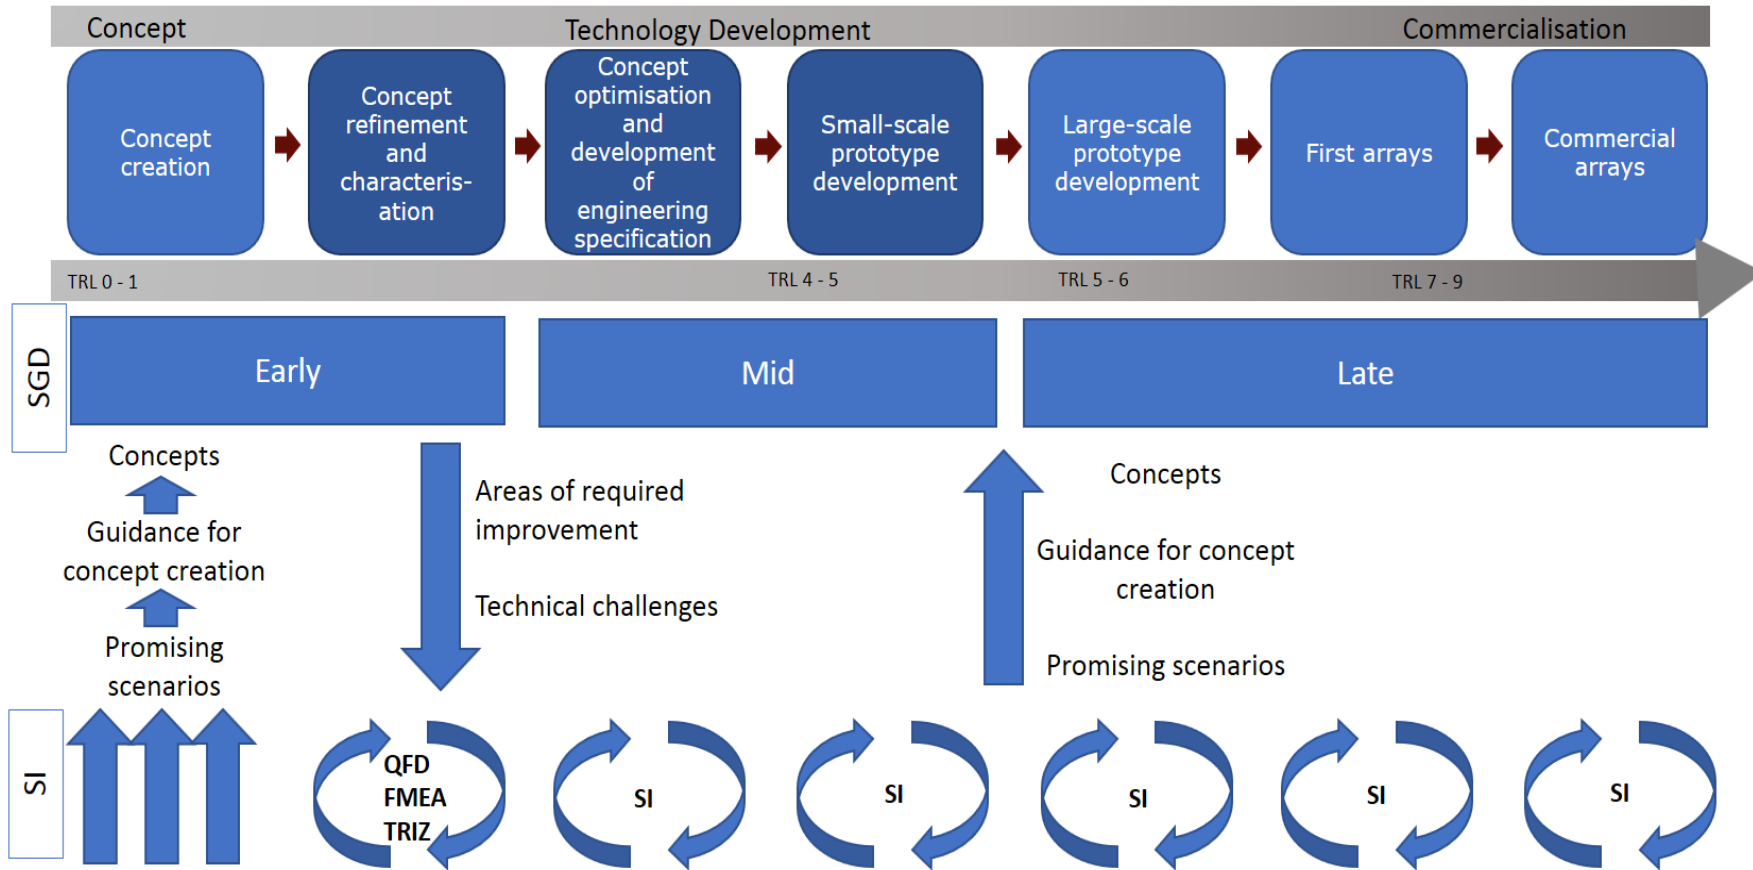 Concept
Technology Development
Commercialisation
Concept
creation
Concept
refinement
and
characteris-
ation
Concept
optimisation
and
development
of
engineering
specification
Small-scale
prototype
development
Large-scale
prototype
development
First arrays
Commercial
arrays
TRL 0 - 1
TRL 4 - 5
TRL 5 - 6
TRL 7 - 9
SGD
Early
Mid
Late
Concepts
Guidance for
concept creation
Promising
scenarios
Areas of required
improvement
Technical challenges
Concepts
Guidance for concept
creation
Promising scenarios
SI
QFD
FMEA
TRIZ
SI
SI
SI
SI
SI